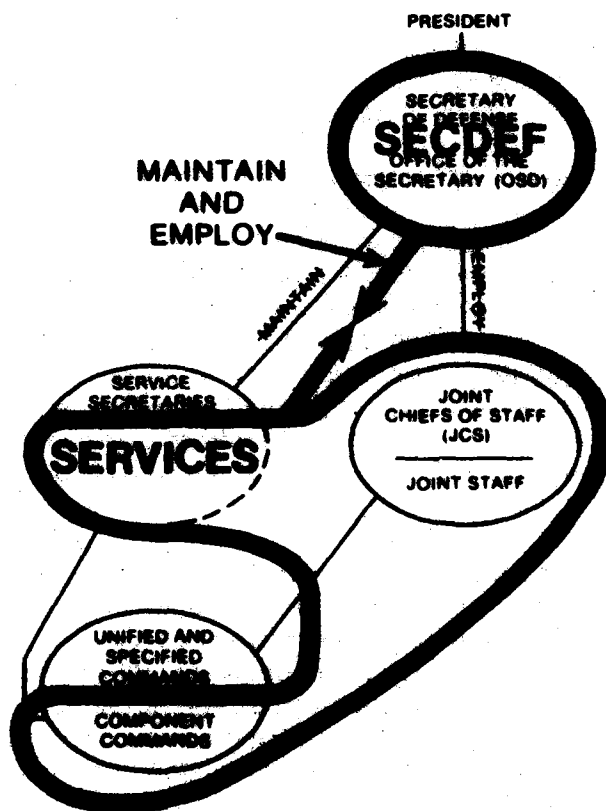 PRESIDENT
SECRETARY
OF DEFENSE
SECDEF
OFFICE OF THE
SECRETARY (OSD)
MAINTAIN
AND
EMPLOY
MAINTAIN
EMPLOY
SERVICE
SECRETARIES
SERVICES
JOINT
CHIEFS OF STAFF
(JCS)
JOINT STAFF
UNIFIED AND
SPECIFIED
COMMANDS
COMPONENT
COMMANDS